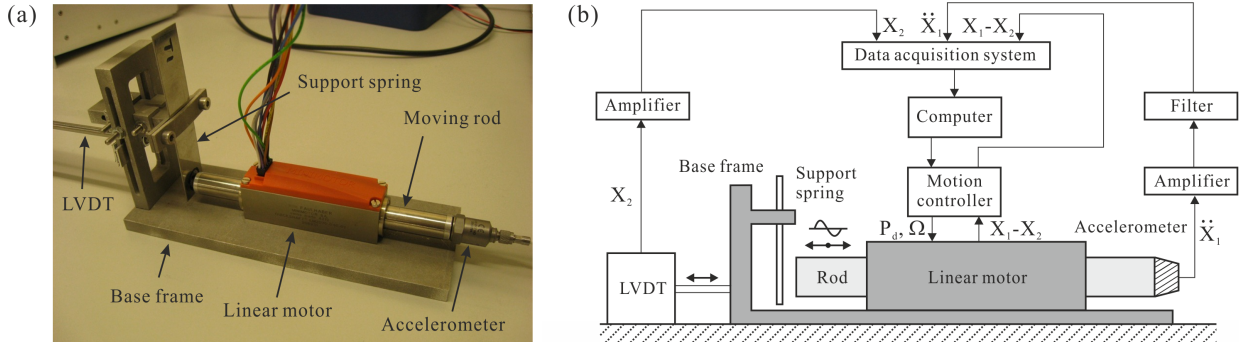 (a)
Support spring
Moving rod
LVDT
Base frame
Linear motor
Accelerometer
(b)
X₂
Ẍ₁
X₁-X₂
Data acquisition system
Amplifier
Computer
Filter
Base frame
Support
spring
Motion
controller
Amplifier
X₂
P_d, Ω
X₁-X₂
Accelerometer
Ẍ₁
LVDT
Rod
Linear motor